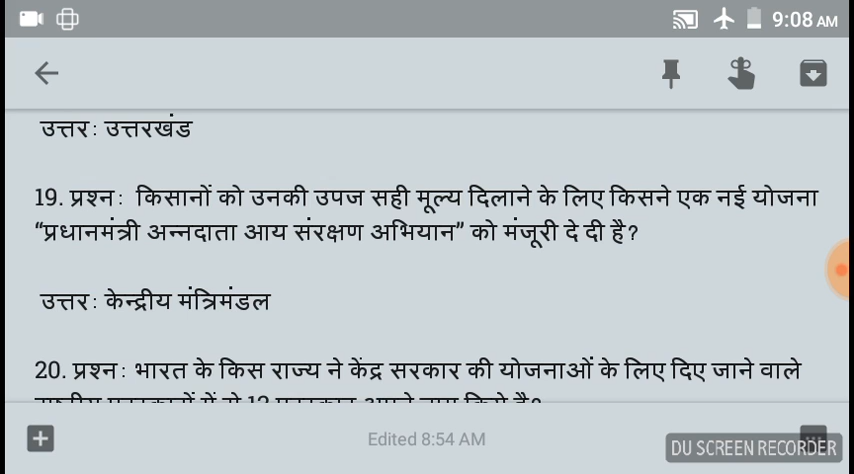 9:08 AM
उत्तर: उत्तरखंड
19. प्रश्न: किसानों को उनकी उपज सही मूल्य दिलाने के लिए किसने एक नई योजना
“प्रधानमंत्री अन्नदाता आय संरक्षण अभियान” को मंजूरी दे दी है?
उत्तर: केन्द्रीय मंत्रिमंडल
20. प्रश्न: भारत के किस राज्य ने केंद्र सरकार की योजनाओं के लिए दिए जाने वाले
Edited 8:54 AM
DU SCREEN RECORDER